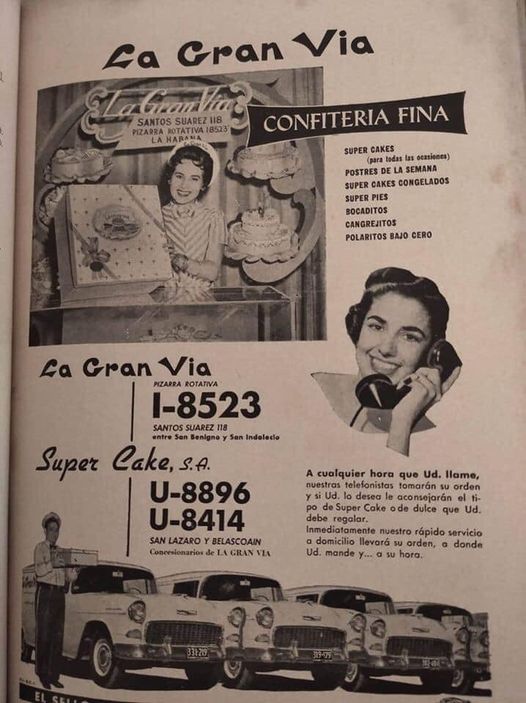 La Gran Via
La Gran Via
SANTOS SUAREZ 118
PIZARRA ROTATIVA 18523
LA HABANA
CONFITERIA FINA
SUPER CAKES
(para todas las ocasiones)
POSTRES DE LA SEMANA
SUPER CAKES CONGELADOS
SUPER PIES
BOCADITOS
CANGREJITOS
POLARITOS BAJO CERO
La Gran Via
PIZARRA ROTATIVA
I-8523
SANTOS SUAREZ 118
entre San Benigno y San Indalecio
Super Cake, S.A.
U-8896
U-8414
SAN LAZARO Y BELASCOAIN
Concesionarios de LA GRAN VIA
A cualquier hora que Ud. llame,
nuestras telefonistas tomarán su orden
y si Ud. lo desea le aconsejarán el ti-
po de Super Cake o de dulce que Ud.
debe regalar.
Inmediatamente nuestro rápido servicio
a domicilio llevará su orden, a donde
Ud. mande y... a su hora.
EL SELLO